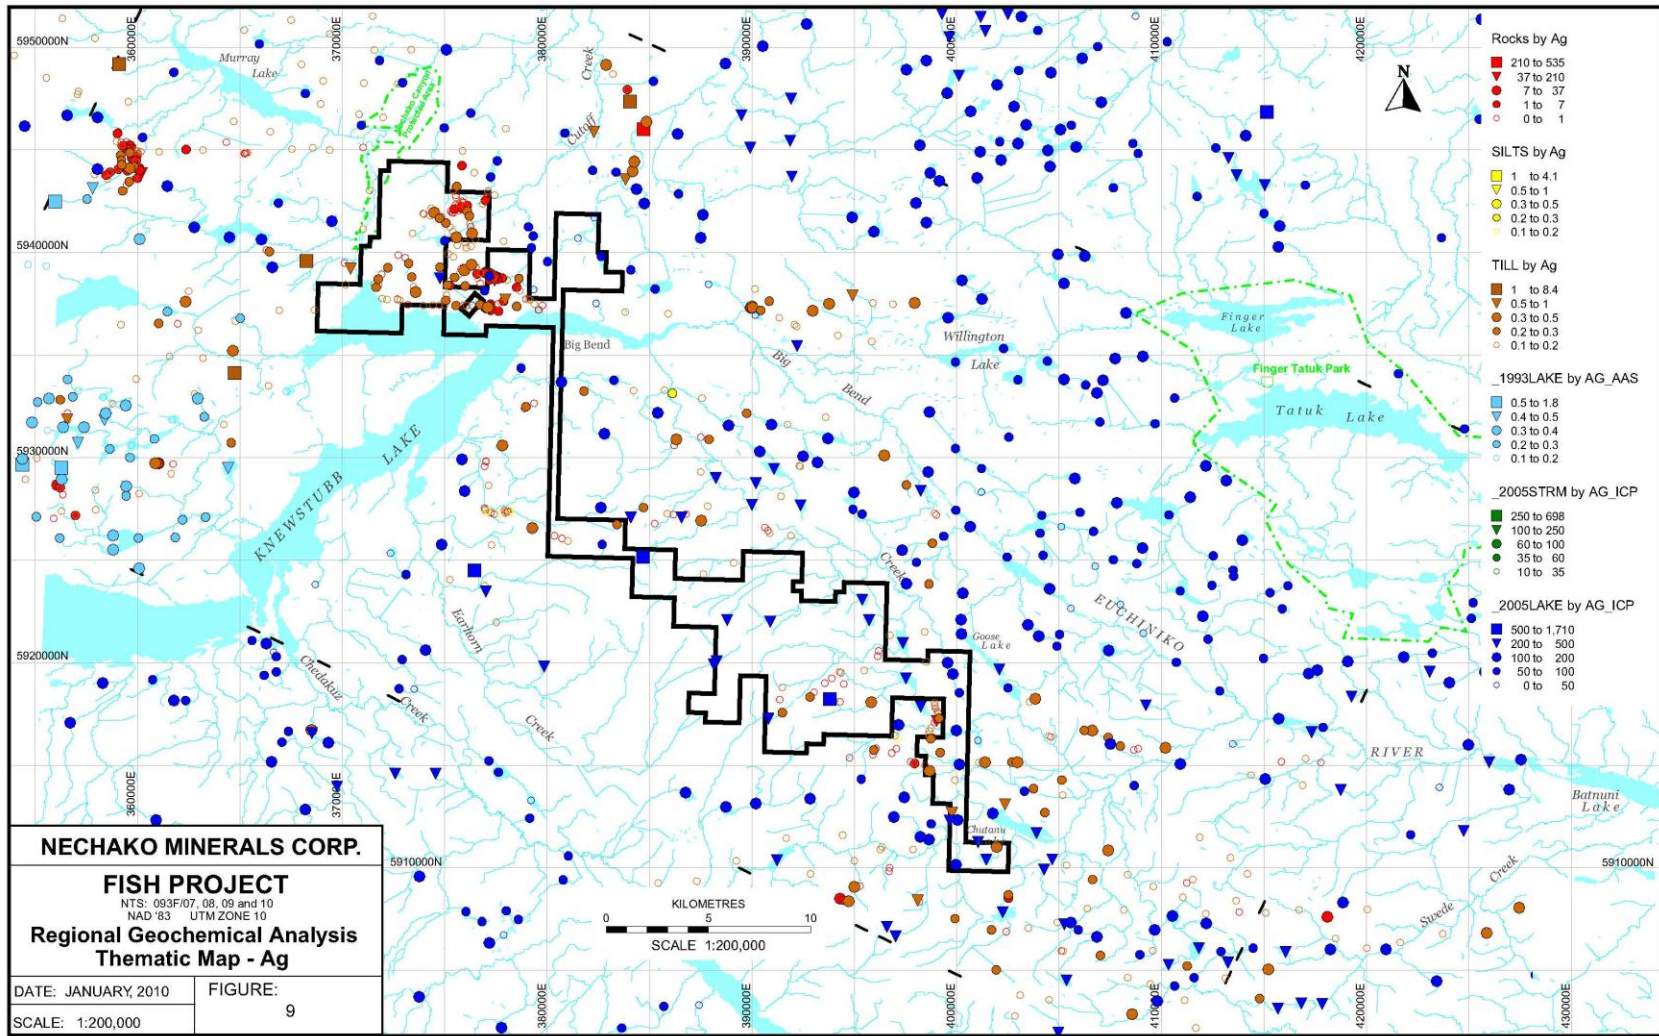 360000E
370000E
380000E
390000E
400000E
410000E
420000E
5950000N
Murray
Lake
Nechako Canyon
Protected Area
Cutoff
Creek
N
5940000N
Big Bend
Big
Bend
Creek
Willington
Lake
Finger
Lake
Finger Tatuk Park
Tatuk Lake
5930000N
KNEWSTUBB LAKE
EUCHINIKO
RIVER
Goose
Lake
5920000N
Earhorn
Creek
Chedakuz
Creek
Batnuni
Lake
Chutanli
5910000N
5910000N
Swede
Creek
360000E
370000E
380000E
390000E
400000E
410000E
420000E
430000E
KILOMETRES
0 5 10
SCALE 1:200,000
Rocks by Ag
210 to 535
37 to 210
7 to 37
1 to 7
0 to 1
SILTS by Ag
1 to 4.1
0.5 to 1
0.3 to 0.5
0.2 to 0.3
0.1 to 0.2
TILL by Ag
1 to 8.4
0.5 to 1
0.3 to 0.5
0.2 to 0.3
0.1 to 0.2
_1993LAKE by AG_AAS
0.5 to 1.8
0.4 to 0.5
0.3 to 0.4
0.2 to 0.3
0.1 to 0.2
_2005STRM by AG_ICP
250 to 698
100 to 250
60 to 100
35 to 60
10 to 35
_2005LAKE by AG_ICP
500 to 1,710
200 to 500
100 to 200
50 to 100
0 to 50
NECHAKO MINERALS CORP.
FISH PROJECT
NTS: 093F/07, 08, 09 and 10
NAD '83 UTM ZONE 10
Regional Geochemical Analysis
Thematic Map - Ag
DATE: JANUARY, 2010
FIGURE:
9
SCALE: 1:200,000